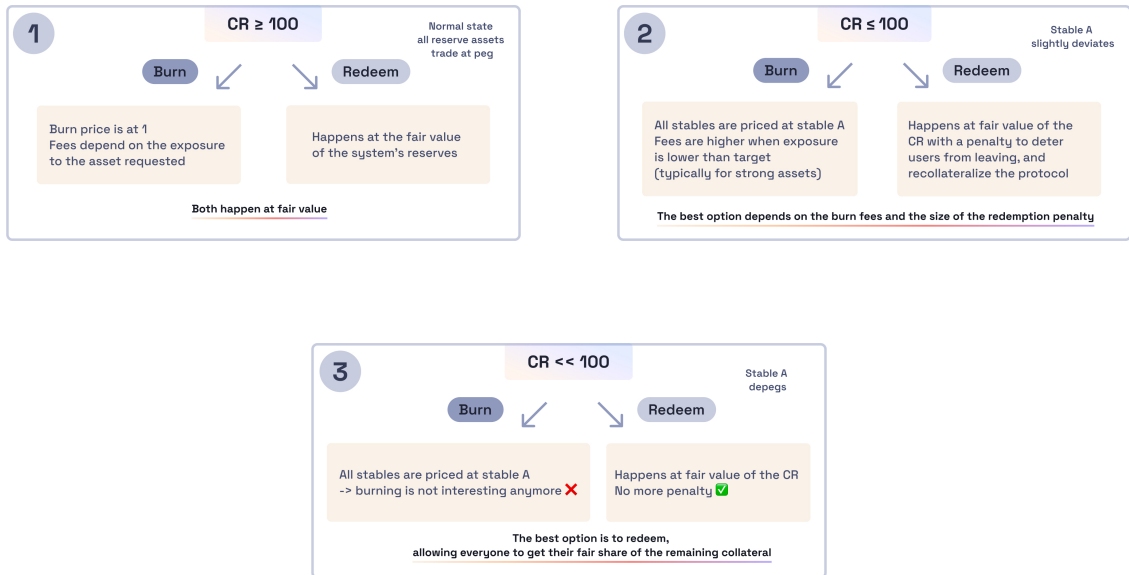 1
CR ≥ 100
Normal state
all reserve assets
trade at peg
Burn
Redeem
Burn price is at 1
Fees depend on the exposure
to the asset requested
Happens at the fair value
of the system's reserves
Both happen at fair value
2
CR ≤ 100
Stable A
slightly deviates
Burn
Redeem
All stables are priced at stable A
Fees are higher when exposure
is lower than target
(typically for strong assets)
Happens at fair value of the
CR with a penalty to deter
users from leaving, and
recollateralize the protocol
The best option depends on the burn fees and the size of the redemption penalty
3
CR << 100
Stable A
depegs
Burn
Redeem
All stables are priced at stable A
-> burning is not interesting anymore ❌
Happens at fair value of the CR
No more penalty ✅
The best option is to redeem,
allowing everyone to get their fair share of the remaining collateral